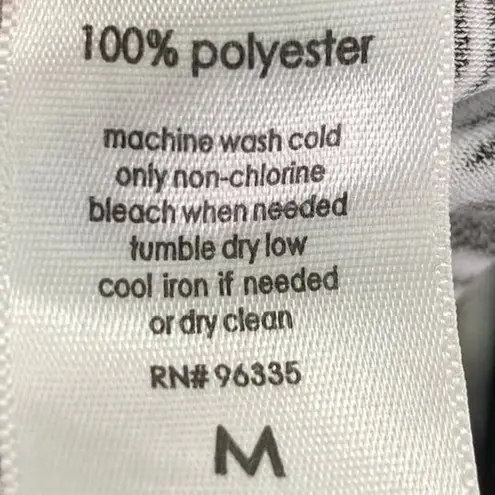 100% polyester
machine wash cold
only non-chlorine
bleach when needed
tumble dry low
cool iron if needed
or dry clean
RN# 96335
M